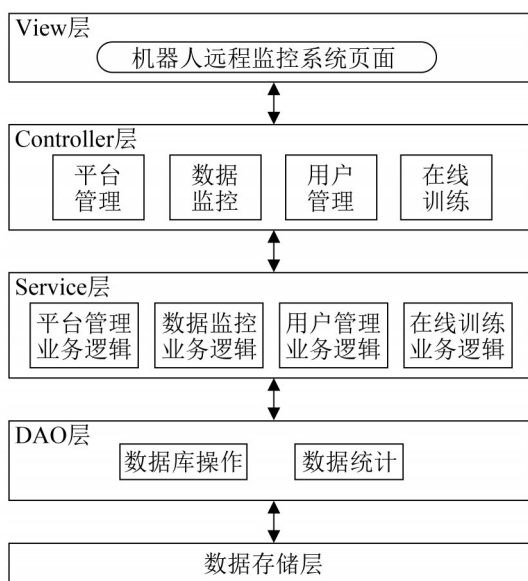 View层
机器人远程监控系统页面
Controller层
平台 数据 用户 在线
管理 监控 管理 训练
Service层
平台管理 数据监控 用户管理 在线训练
业务逻辑 业务逻辑 业务逻辑 业务逻辑
DAO层
数据库操作 数据统计
数据存储层